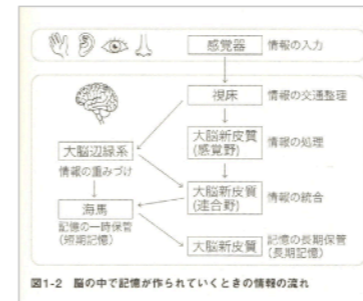 感覚器 情報の入力
視床 情報の交通整理
大脳新皮質
(感覚野)
情報の処理
大脳辺縁系
情報の重みづけ
大脳新皮質
(連合野)
情報の統合
海馬
記憶の一時保管
(短期記憶)
大脳新皮質
記憶の長期保管
(長期記憶)
図1-2 脳の中で記憶が作られていくときの情報の流れ